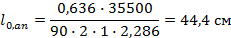 l₀,ₐₙ = 0,636 · 35500 / 90 · 2 · 1 · 2,286 = 44,4 см